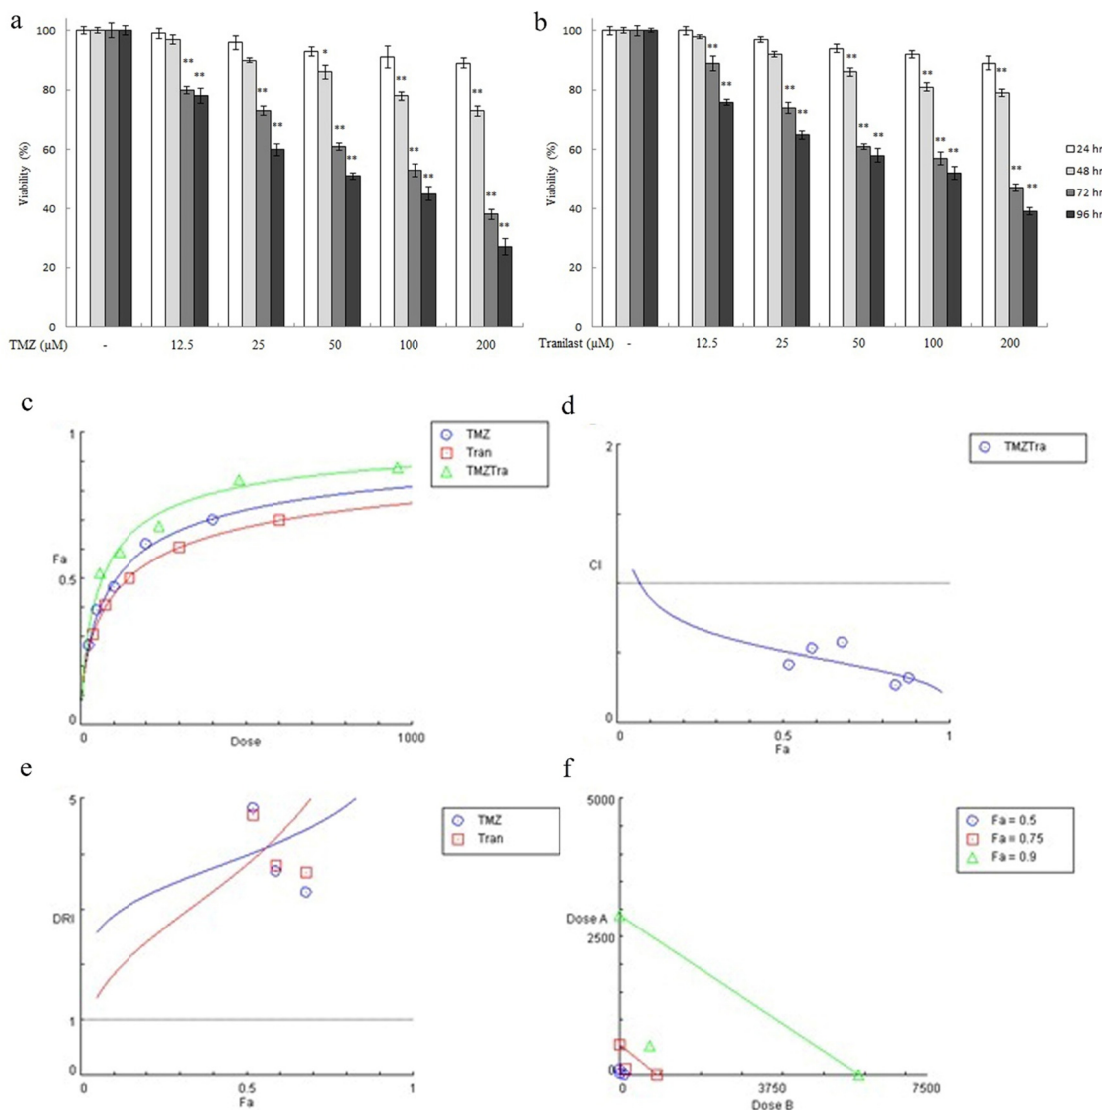 a
100
80
60
40
20
0
Viability (%)
*
**
**
**
**
**
**
**
**
**
**
**
**
**
TMZ (µM) - 12.5 25 50 100 200
b
100
80
60
40
20
0
Viability (%)
**
**
**
**
**
**
**
**
**
**
**
**
**
Tranilast (µM) - 12.5 25 50 100 200
24 hr
48 hr
72 hr
96 hr
c
1
Fa
0.5
0
0 Dose 1000
TMZ
Tran
TMZTra
d
2
CI
0
0 0.5 1
Fa
TMZTra
e
5
DRI
1
0
0 0.5 1
Fa
TMZ
Tran
f
5000
Dose A
2500
0
0 3750 7500
Dose B
Fa = 0.5
Fa = 0.75
Fa = 0.9